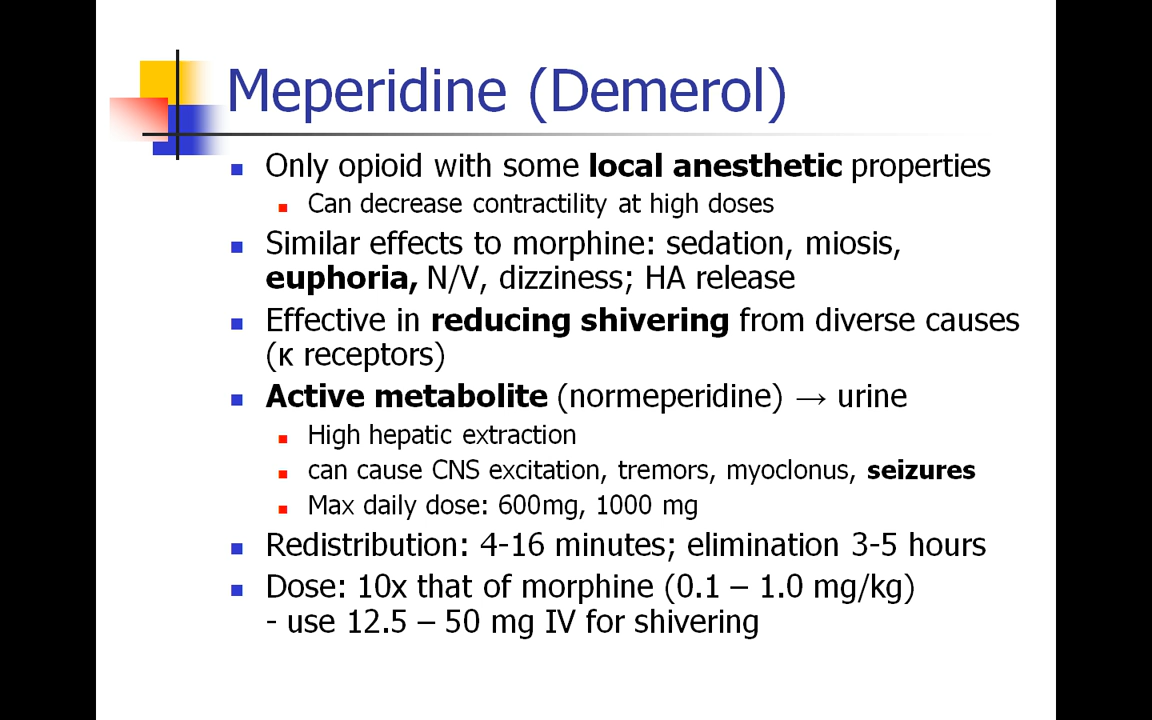 Meperidine (Demerol)
Only opioid with some local anesthetic properties
Can decrease contractility at high doses
Similar effects to morphine: sedation, miosis,
euphoria, N/V, dizziness; HA release
Effective in reducing shivering from diverse causes
(κ receptors)
Active metabolite (normeperidine) → urine
High hepatic extraction
can cause CNS excitation, tremors, myoclonus, seizures
Max daily dose: 600mg, 1000 mg
Redistribution: 4-16 minutes; elimination 3-5 hours
Dose: 10x that of morphine (0.1 – 1.0 mg/kg)
- use 12.5 – 50 mg IV for shivering